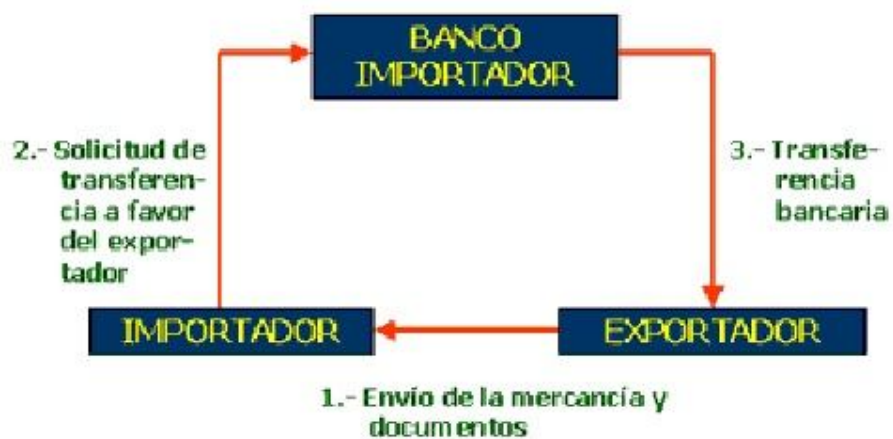 BANCO
IMPORTADOR
2.- Solicitud de
transferen-
cia a favor
del expor-
tador
3.- Transfe-
rencia
bancaria
IMPORTADOR
EXPORTADOR
1.- Envío de la mercancía y
documentos